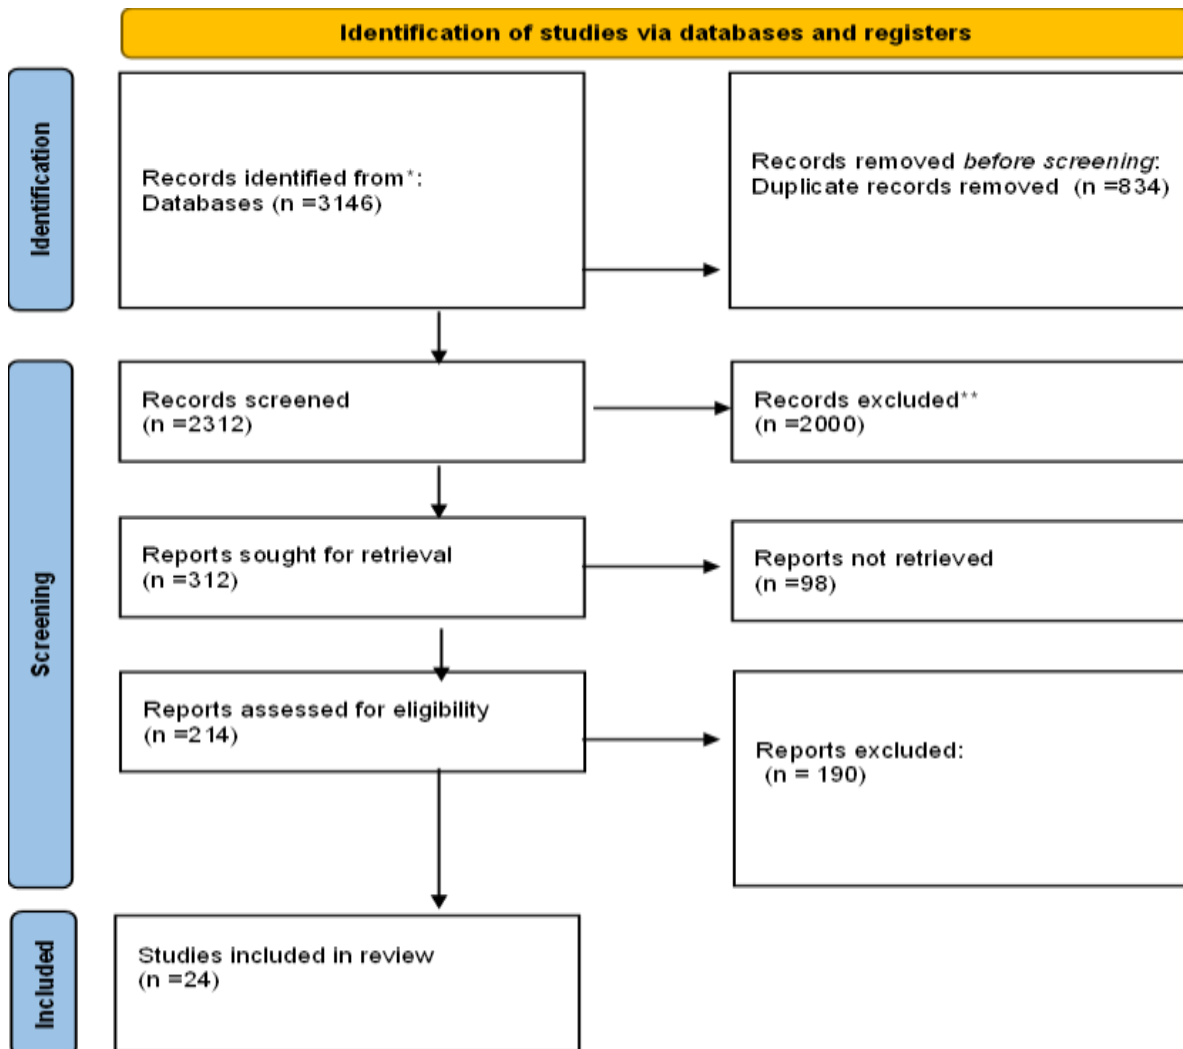 Identification of studies via databases and registers
Identification
Records identified from*:
Databases (n =3146)
Records removed before screening:
Duplicate records removed  (n =834)
Screening
Records screened
(n =2312)
Records excluded**
(n =2000)
Reports sought for retrieval
(n =312)
Reports not retrieved
(n =98)
Reports assessed for eligibility
(n =214)
Reports excluded:
(n = 190)
Included
Studies included in review
(n =24)